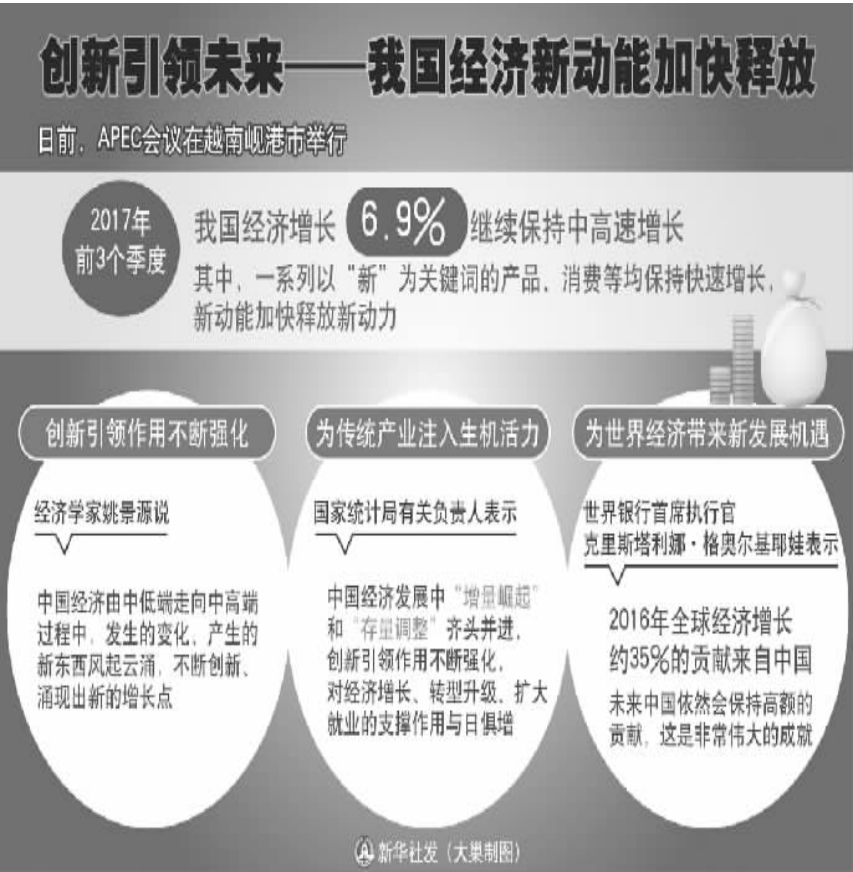 创新引领未来——我国经济新动能加快释放
日前，APEC会议在越南岘港市举行
2017年
前3个季度
我国经济增长 6.9% 继续保持中高速增长
其中，一系列以“新”为关键词的产品、消费等均保持快速增长，
新动能加快释放新动力
创新引领作用不断强化
经济学家姚景源说
中国经济由中低端走向中高端
过程中，发生的变化、产生的
新东西风起云涌，不断创新、
涌现出新的增长点
为传统产业注入生机活力
国家统计局有关负责人表示
中国经济发展中“增量崛起”
和“存量调整”齐头并进，
创新引领作用不断强化，
对经济增长、转型升级、扩大
就业的支撑作用与日俱增
为世界经济带来新发展机遇
世界银行首席执行官
克里斯塔利娜·格奥尔基耶娃表示
2016年全球经济增长
约35%的贡献来自中国
未来中国依然会保持高额的
贡献，这是非常伟大的成就
新华社发（大巢制图）